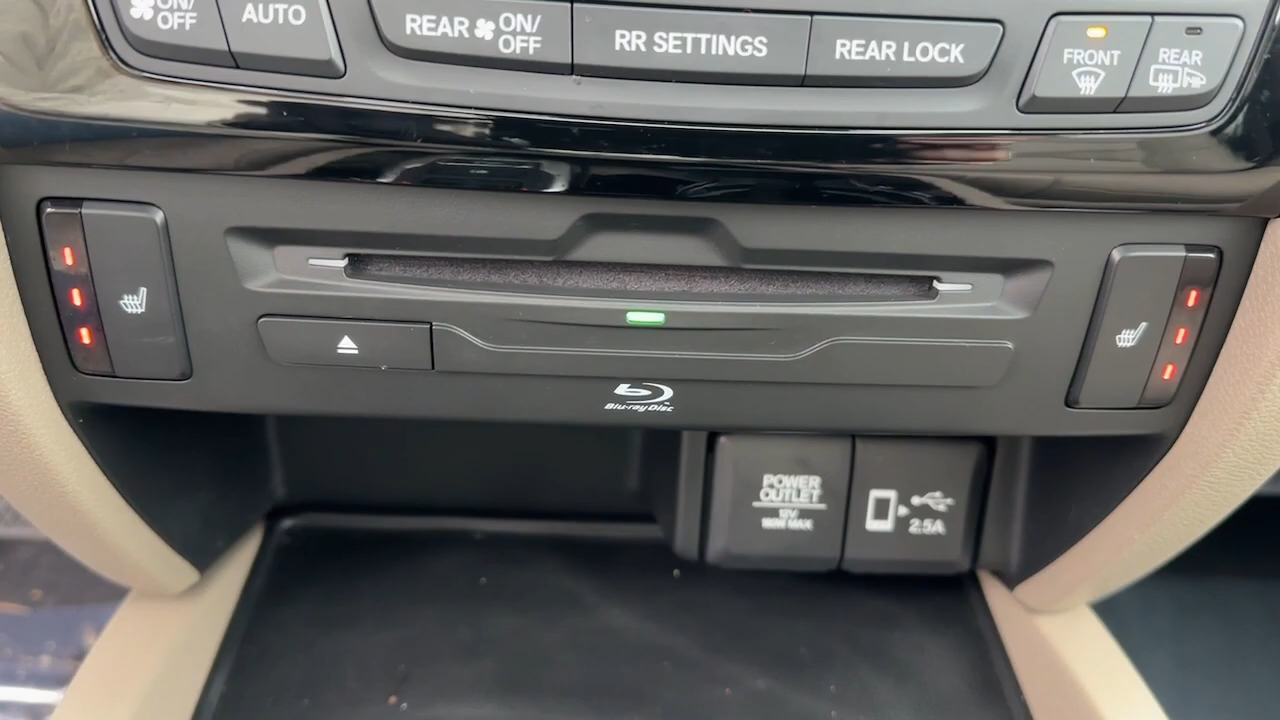 ON/
OFF
AUTO
REAR ON/
OFF
RR SETTINGS
REAR LOCK
FRONT
REAR
Blu-ray Disc
POWER
OUTLET
12V
180W MAX
2.5A